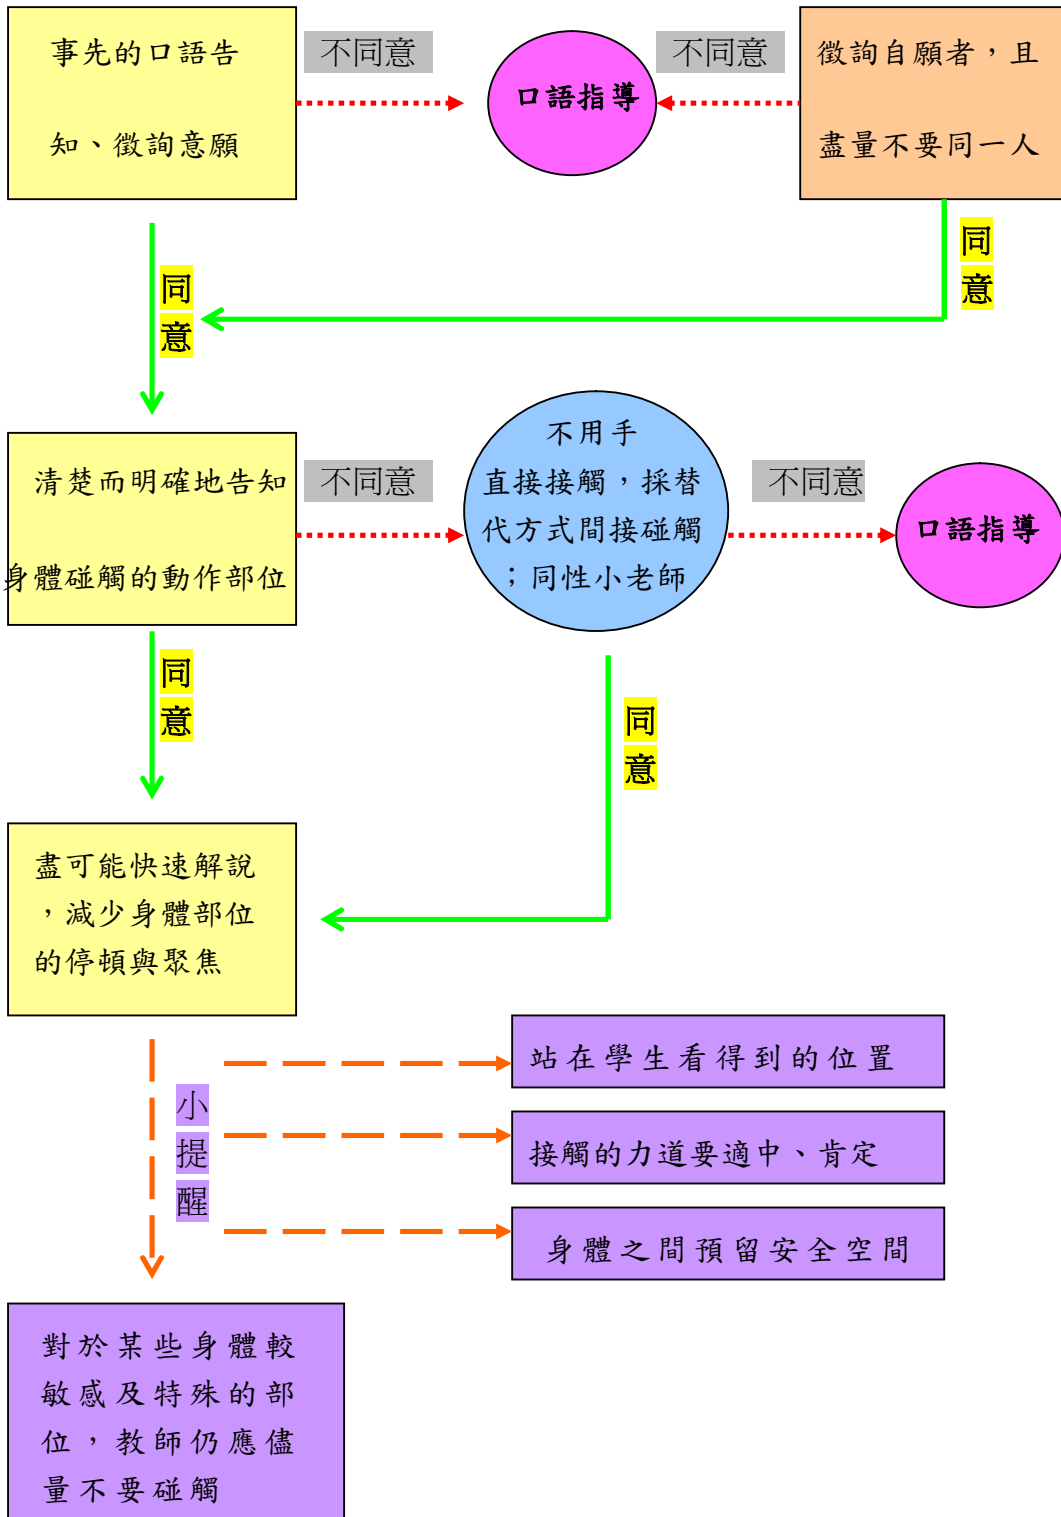 事先的口語告
知、徵詢意願
不同意
口語指導
不同意
徵詢自願者，且
盡量不要同一人
同
意
同
意
清楚而明確地告知
身體碰觸的動作部位
不同意
不用手
直接接觸，採替
代方式間接碰觸
；同性小老師
不同意
口語指導
同
意
同
意
盡可能快速解說
，減少身體部位
的停頓與聚焦
小
提
醒
站在學生看得到的位置
接觸的力道要適中、肯定
身體之間預留安全空間
對於某些身體較
敏感及特殊的部
位，教師仍應儘
量不要碰觸